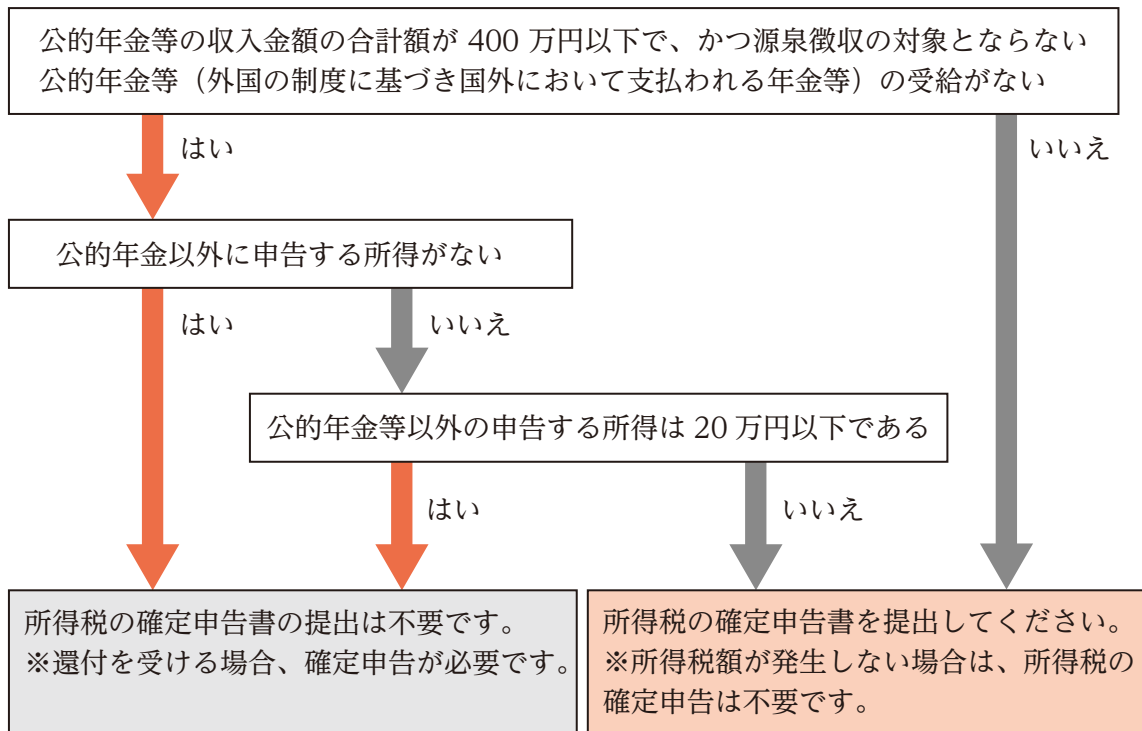 公的年金等の収入金額の合計額が 400 万円以下で、かつ源泉徴収の対象とならない
公的年金等（外国の制度に基づき国外において支払われる年金等）の受給がない
はい
いいえ
公的年金以外に申告する所得がない
はい
いいえ
公的年金等以外の申告する所得は 20 万円以下である
はい
いいえ
所得税の確定申告書の提出は不要です。
※還付を受ける場合、確定申告が必要です。
所得税の確定申告書を提出してください。
※所得税額が発生しない場合は、所得税の
確定申告は不要です。